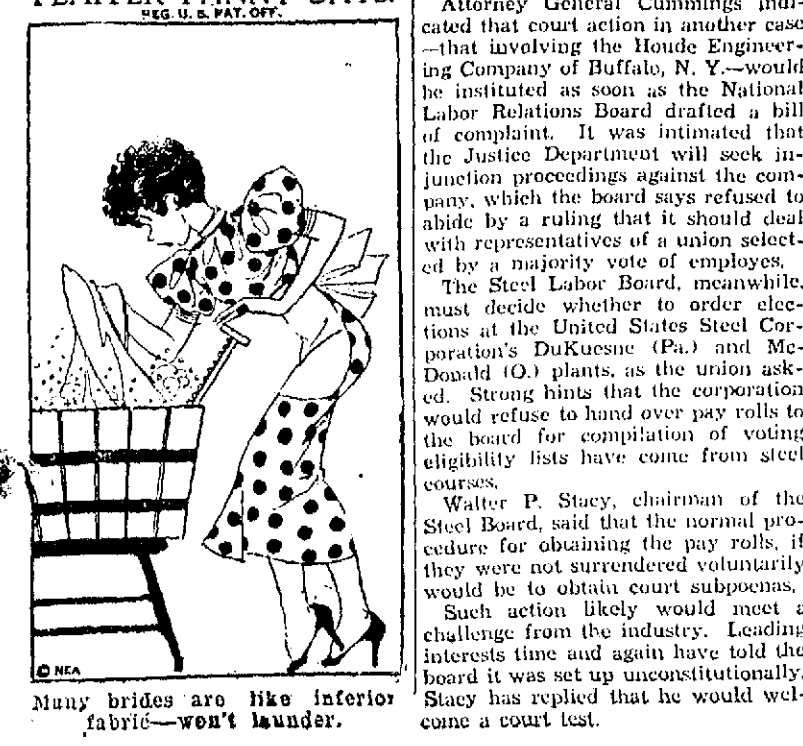 REG. U. S. PAT. OFF.
© NEA
Many brides are like inferior
fabric—won't launder.
Attorney General Cummings indi-
cated that court action in another case
—that involving the Houde Engineer-
ing Company of Buffalo, N. Y.—would
be instituted as soon as the National
Labor Relations Board drafted a bill
of complaint. It was intimated that
the Justice Department will seek in-
junction proceedings against the com-
pany, which the board says refused to
abide by a ruling that it should deal
with representatives of a union select-
ed by a majority vote of employes.
The Steel Labor Board, meanwhile,
must decide whether to order elec-
tions at the United States Steel Cor-
poration's DuKuesne (Pa.) and Mc-
Donald (O.) plants, as the union ask-
ed. Strong hints that the corporation
would refuse to hand over pay rolls to
the board for compilation of voting
eligibility lists have come from steel
courses.
Walter P. Stacy, chairman of the
Steel Board, said that the normal pro-
cedure for obtaining the pay rolls, if
they were not surrendered voluntarily
would be to obtain court subpoenas.
Such action likely would meet a
challenge from the industry. Leading
interests time and again have told the
board it was set up unconstitutionally.
Stacy has replied that he would wel-
come a court test.